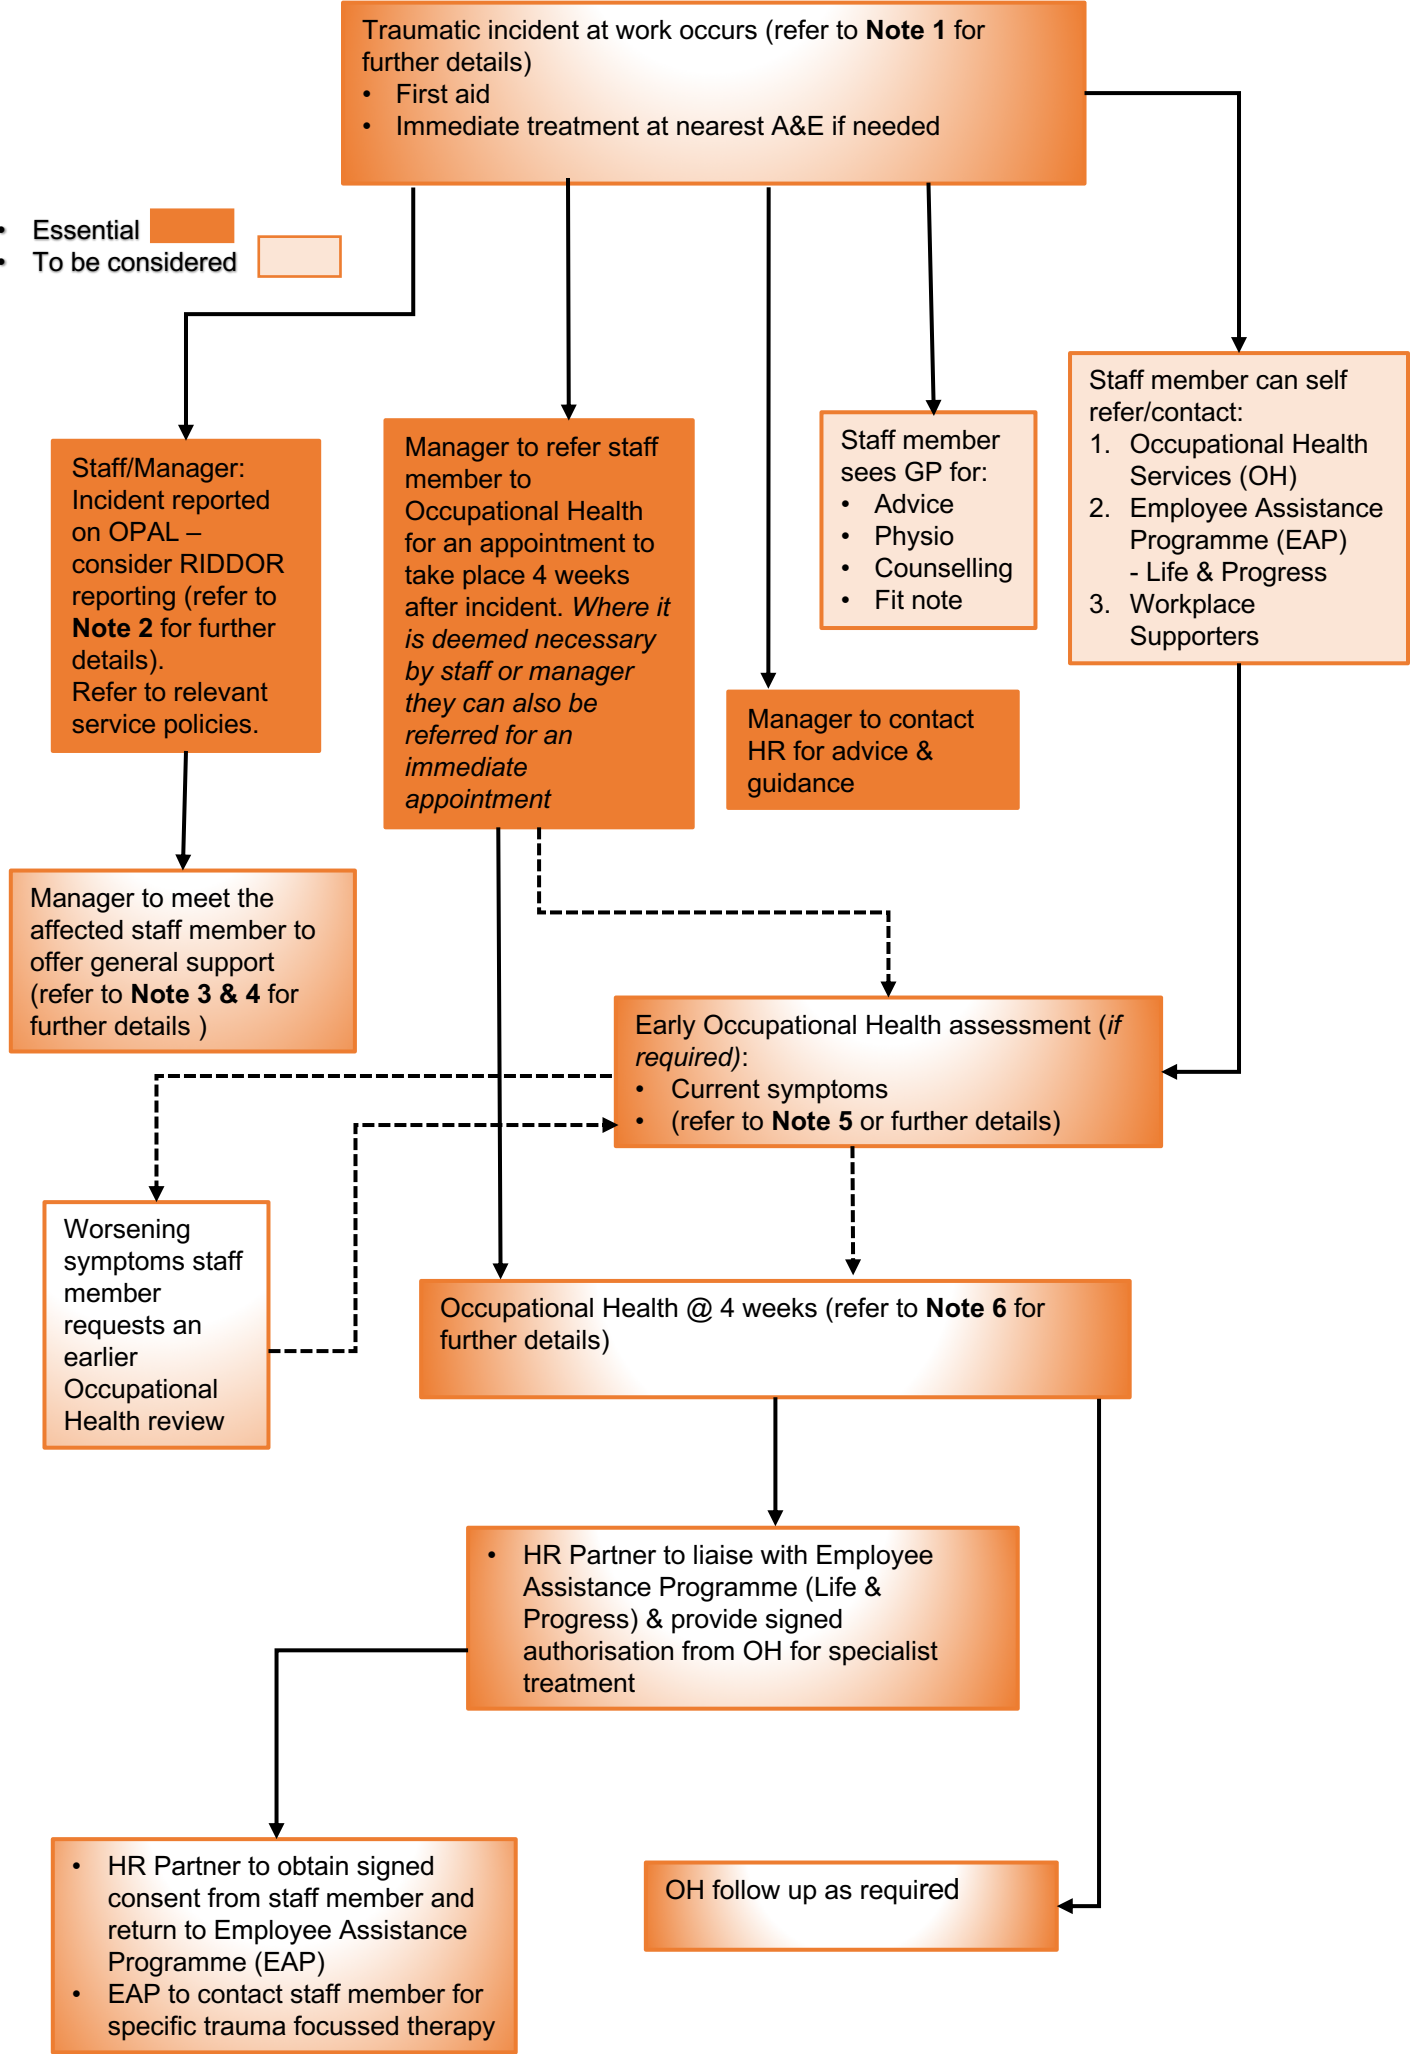 Traumatic incident at work occurs (refer to Note 1 for
further details)
• First aid
• Immediate treatment at nearest A&E if needed
• Essential
• To be considered
Staff/Manager:
Incident reported
on OPAL –
consider RIDDOR
reporting (refer to
Note 2 for further
details).
Refer to relevant
service policies.
Manager to refer staff
member to
Occupational Health
for an appointment to
take place 4 weeks
after incident. Where it
is deemed necessary
by staff or manager
they can also be
referred for an
immediate
appointment
Manager to contact
HR for advice &
guidance
Staff member
sees GP for:
• Advice
• Physio
• Counselling
• Fit note
Staff member can self
refer/contact:
1. Occupational Health
Services (OH)
2. Employee Assistance
Programme (EAP)
- Life & Progress
3. Workplace
Supporters
Manager to meet the
affected staff member to
offer general support
(refer to Note 3 & 4 for
further details )
Early Occupational Health assessment (if
required):
• Current symptoms
• (refer to Note 5 or further details)
Worsening
symptoms staff
member
requests an
earlier
Occupational
Health review
Occupational Health @ 4 weeks (refer to Note 6 for
further details)
• HR Partner to liaise with Employee
Assistance Programme (Life &
Progress) & provide signed
authorisation from OH for specialist
treatment
• HR Partner to obtain signed
consent from staff member and
return to Employee Assistance
Programme (EAP)
• EAP to contact staff member for
specific trauma focussed therapy
OH follow up as required